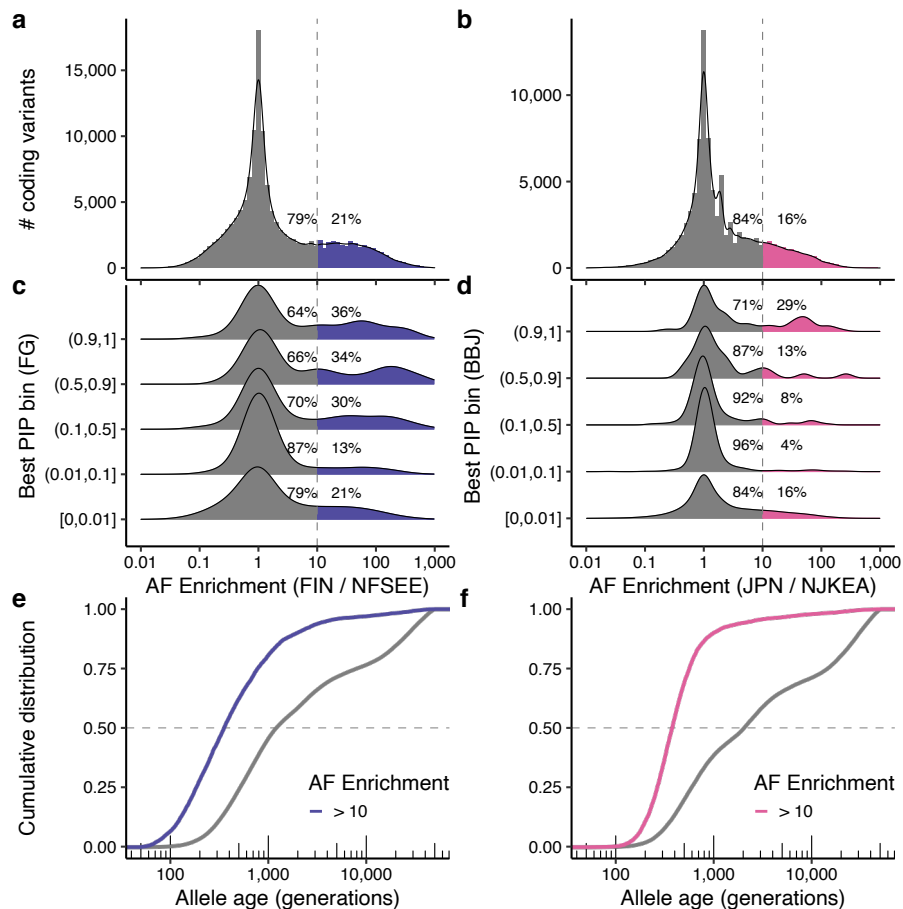 a
b
# coding variants
15,000
10,000
5,000
0
79% 21%
10,000
5,000
0
84% 16%
c
d
Best PIP bin (FG)
(0.9,1]
(0.5,0.9]
(0.1,0.5]
(0.01,0.1]
[0,0.01]
64% 36%
66% 34%
70% 30%
87% 13%
79% 21%
0.01 0.1 1 10 100 1,000
AF Enrichment (FIN / NFSEE)
Best PIP bin (BBJ)
(0.9,1]
(0.5,0.9]
(0.1,0.5]
(0.01,0.1]
[0,0.01]
71% 29%
87% 13%
92% 8%
96% 4%
84% 16%
0.01 0.1 1 10 100 1,000
AF Enrichment (JPN / NJKEA)
e
f
Cumulative distribution
1.00
0.75
0.50
0.25
0.00
AF Enrichment
> 10
100 1,000 10,000
Allele age (generations)
1.00
0.75
0.50
0.25
0.00
AF Enrichment
> 10
100 1,000 10,000
Allele age (generations)